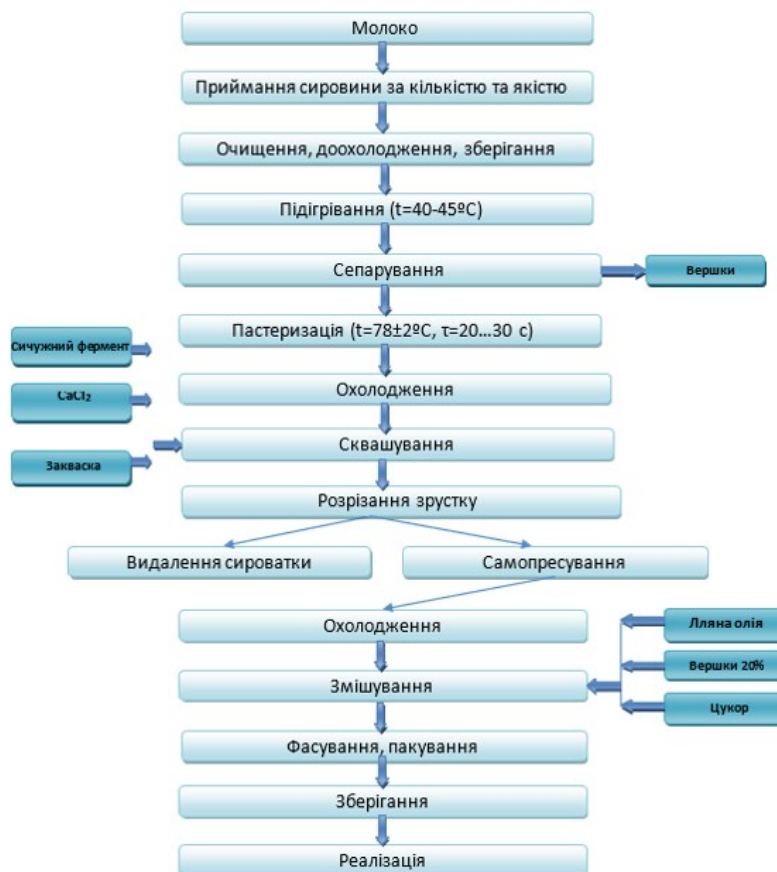 Молоко
Приймання сировини за кількістю та якістю
Очищення, доохолодження, зберігання
Підігрівання (t=40-45ºС)
Сепарування
Вершки
Пастеризація (t=78±2ºС, τ=20...30 с)
Сичужний фермент
Охолодження
CaCl₂
Сквашування
Закваска
Розрізання зрустку
Видалення сироватки
Самопресування
Охолодження
Лляна олія
Змішування
Вершки 20%
Цукор
Фасування, пакування
Зберігання
Реалізація